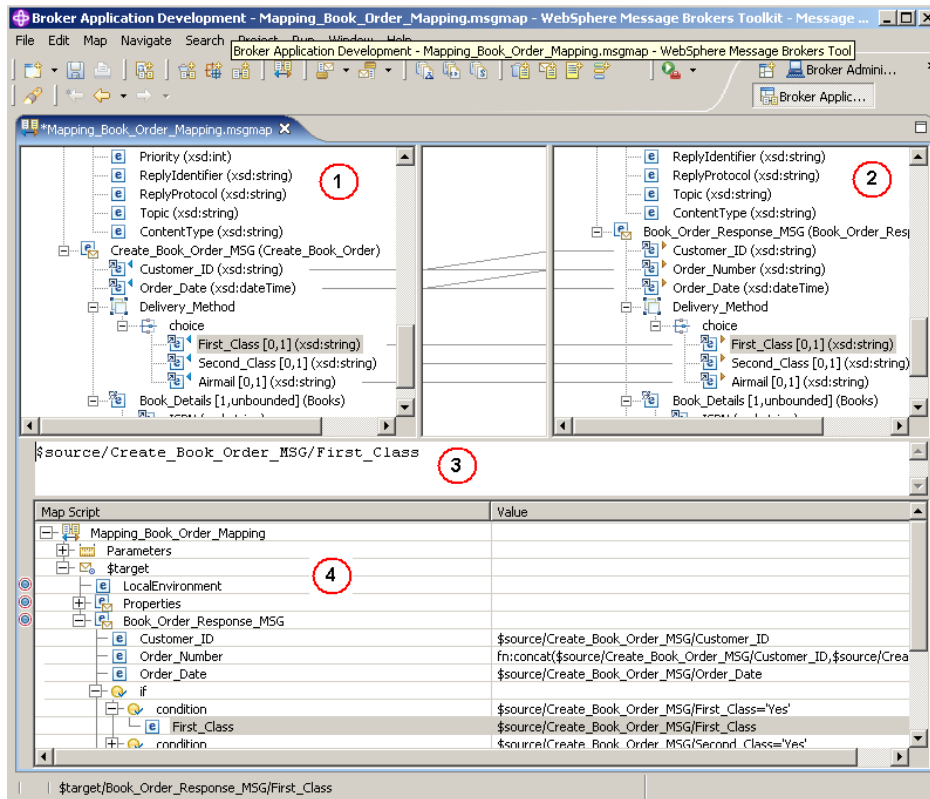 Broker Application Development - Mapping_Book_Order_Mapping.msgmap - WebSphere Message Brokers Toolkit - Message ...
File Edit Map Navigate Search Project Run Window Help
Broker Application Development - Mapping_Book_Order_Mapping.msgmap - WebSphere Message Brokers Tool
Broker Admini...
Broker Applic...
*Mapping_Book_Order_Mapping.msgmap
Priority (xsd:int)
ReplyIdentifier (xsd:string)
ReplyProtocol (xsd:string)
Topic (xsd:string)
ContentType (xsd:string)
Create_Book_Order_MSG (Create_Book_Order)
Customer_ID (xsd:string)
Order_Date (xsd:dateTime)
Delivery_Method
choice
First_Class [0,1] (xsd:string)
Second_Class [0,1] (xsd:string)
Airmail [0,1] (xsd:string)
Book_Details [1,unbounded] (Books)
1
ReplyIdentifier (xsd:string)
ReplyProtocol (xsd:string)
Topic (xsd:string)
ContentType (xsd:string)
Book_Order_Response_MSG (Book_Order_Resp
Customer_ID (xsd:string)
Order_Number (xsd:string)
Order_Date (xsd:dateTime)
Delivery_Method
choice
First_Class [0,1] (xsd:string)
Second_Class [0,1] (xsd:string)
Airmail [0,1] (xsd:string)
Book_Details [1,unbounded] (Books)
2
$source/Create_Book_Order_MSG/First_Class
3
Map Script Value
Mapping_Book_Order_Mapping
Parameters
$target
4
LocalEnvironment
Properties
Book_Order_Response_MSG
Customer_ID $source/Create_Book_Order_MSG/Customer_ID
Order_Number fn:concat($source/Create_Book_Order_MSG/Customer_ID,$source/Crea
Order_Date $source/Create_Book_Order_MSG/Order_Date
if
condition $source/Create_Book_Order_MSG/First_Class='Yes'
First_Class $source/Create_Book_Order_MSG/First_Class
condition $source/Create_Book_Order_MSG/Second_Class='Yes'
$target/Book_Order_Response_MSG/First_Class